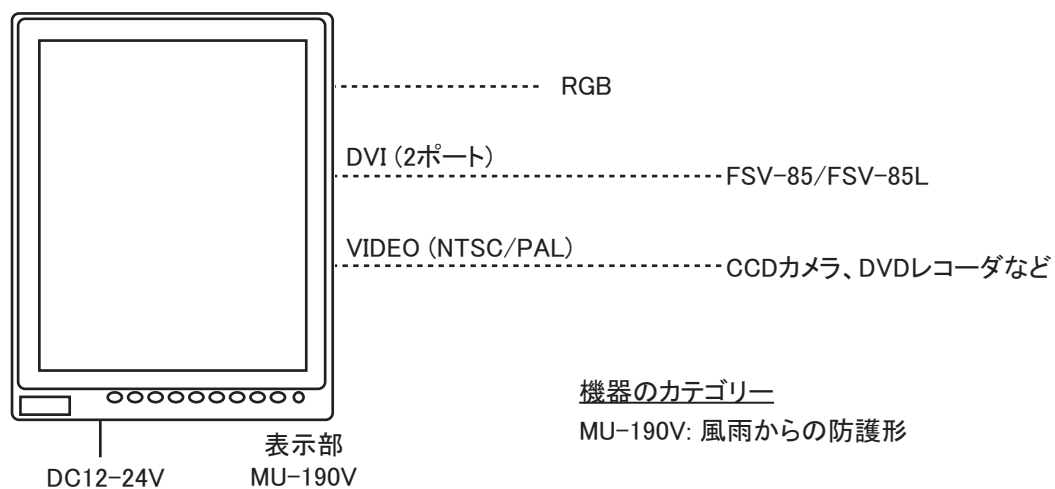 RGB
DVI (2ポート)
FSV-85/FSV-85L
VIDEO (NTSC/PAL)
CCDカメラ、DVDレコーダなど
機器のカテゴリー
MU-190V: 風雨からの防護形
表示部
MU-190V
DC12-24V